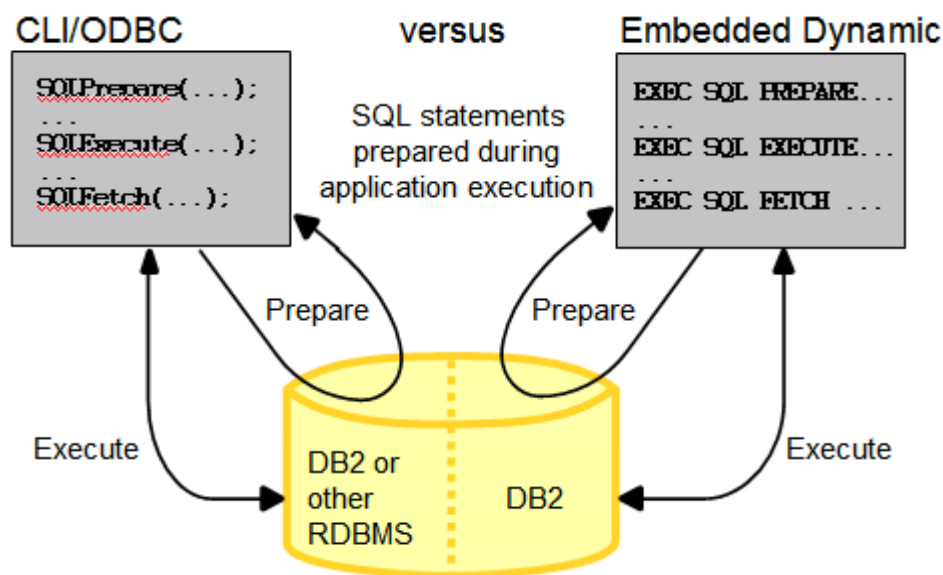 CLI/ODBC
versus
Embedded Dynamic
SQLPrepare(...);
...
SQLExecute(...);
...
SQLFetch(...);
SQL statements
prepared during
application execution
EXEC SQL PREPARE...
...
EXEC SQL EXECUTE...
...
EXEC SQL FETCH ...
Prepare
Prepare
Execute
Execute
DB2 or
other
RDBMS
DB2